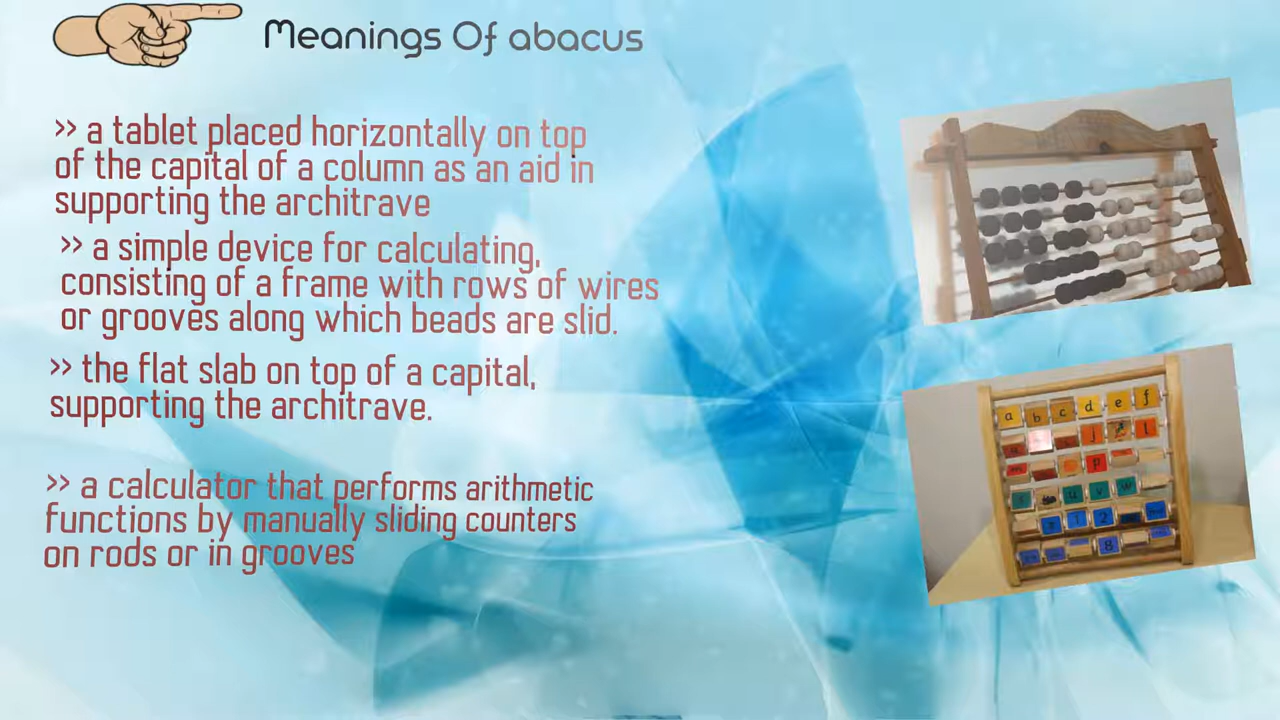 Meanings Of abacus
>> a tablet placed horizontally on top
of the capital of a column as an aid in
supporting the architrave
>> a simple device for calculating,
consisting of a frame with rows of wires
or grooves along which beads are slid.
>> the flat slab on top of a capital,
supporting the architrave.
>> a calculator that performs arithmetic
functions by manually sliding counters
on rods or in grooves
a b c d e f
j l
p
u v w
2
8